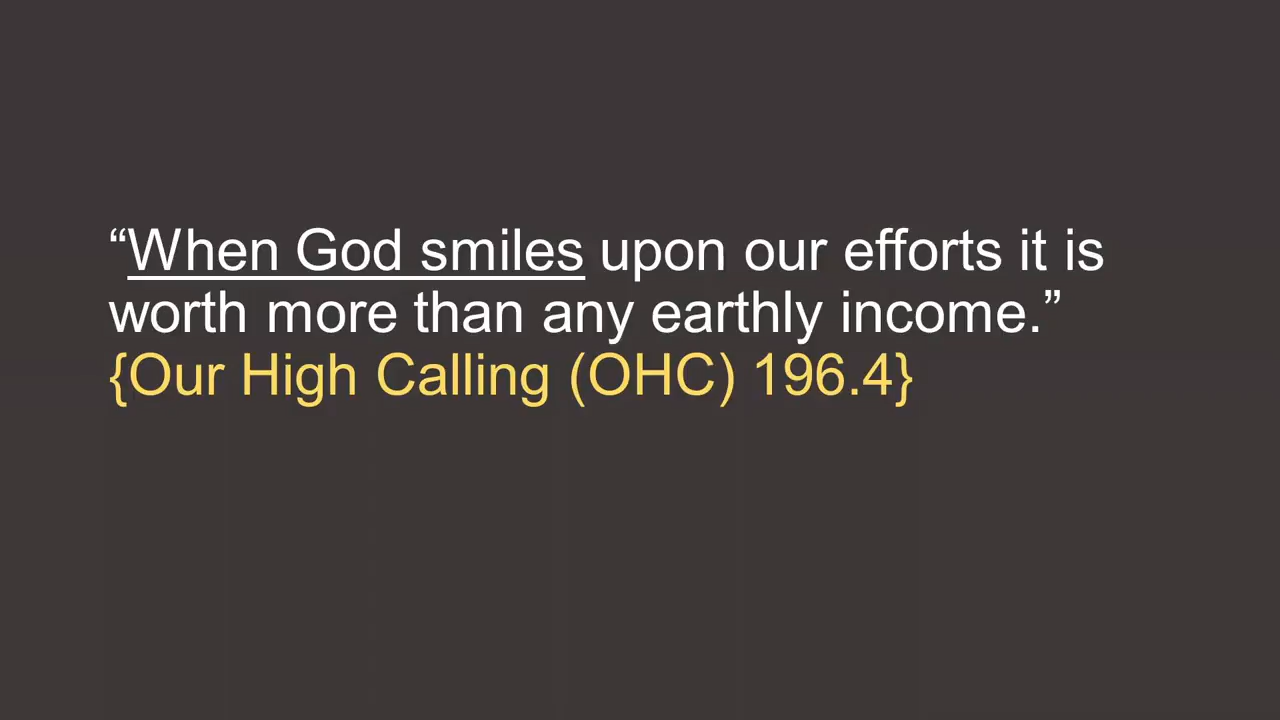 “When God smiles upon our efforts it is
worth more than any earthly income.”
{Our High Calling (OHC) 196.4}